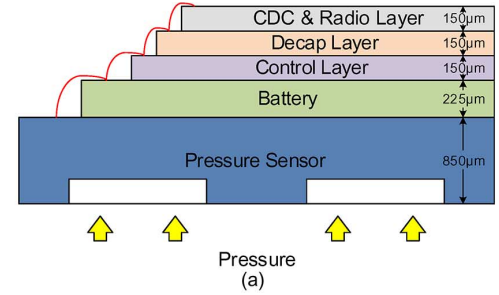 CDC & Radio Layer 150μm
Decap Layer 150μm
Control Layer 150μm
Battery 225μm
Pressure Sensor 850μm
Pressure
(a)